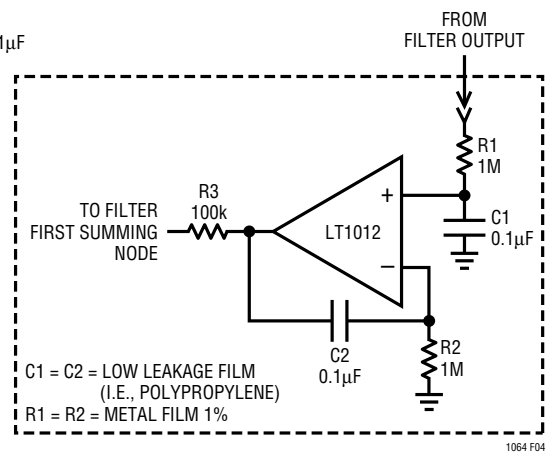 FROM
FILTER OUTPUT
1µF
R1
1M
+
R3
100k
TO FILTER
FIRST SUMMING
NODE
LT1012
C1
0.1µF
–
C2
0.1µF
R2
1M
C1 = C2 = LOW LEAKAGE FILM
(I.E., POLYPROPYLENE)
R1 = R2 = METAL FILM 1%
1064 F04